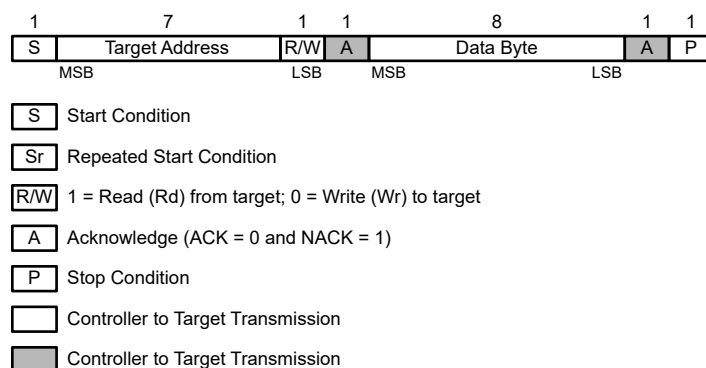 1 7 1 1 8 1 1
S Target Address R/W A Data Byte A P
MSB LSB MSB LSB
S Start Condition
Sr Repeated Start Condition
R/W 1 = Read (Rd) from target; 0 = Write (Wr) to target
A Acknowledge (ACK = 0 and NACK = 1)
P Stop Condition
Controller to Target Transmission
Controller to Target Transmission